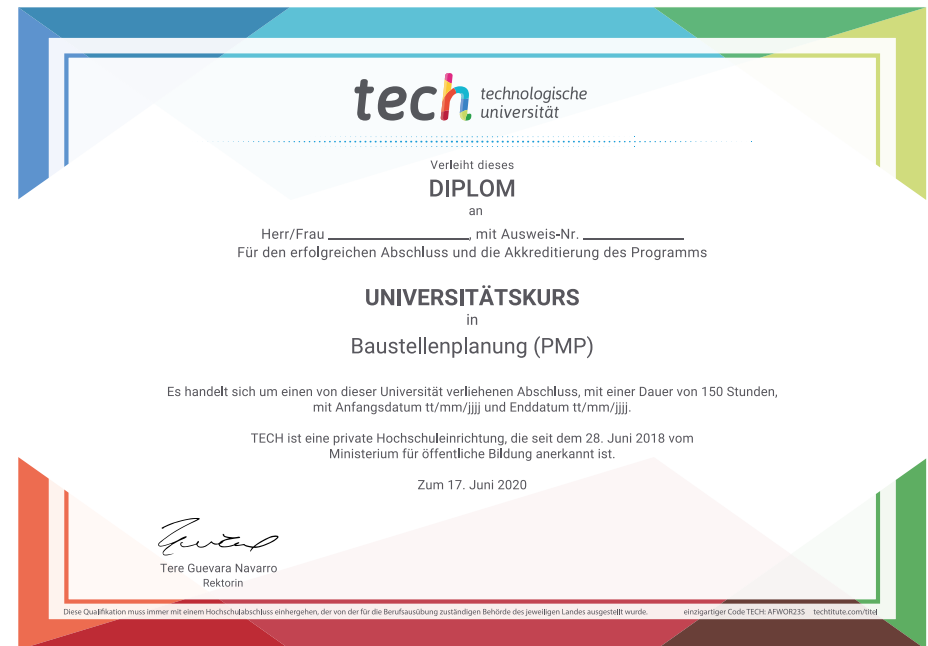 tech technologische
universität
Verleiht dieses
DIPLOM
an
Herr/Frau ____________, mit Ausweis-Nr. ____________
Für den erfolgreichen Abschluss und die Akkreditierung des Programms
UNIVERSITÄTSKURS
in
Baustellenplanung (PMP)
Es handelt sich um einen von dieser Universität verliehenen Abschluss, mit einer Dauer von 150 Stunden,
mit Anfangsdatum tt/mm/jjjj und Enddatum tt/mm/jjjj.
TECH ist eine private Hochschuleinrichtung, die seit dem 28. Juni 2018 vom
Ministerium für öffentliche Bildung anerkannt ist.
Zum 17. Juni 2020
Tere Guevara Navarro
Rektorin
Diese Qualifikation muss immer mit einem Hochschulabschluss einhergehen, der von der für die Berufsausübung zuständigen Behörde des jeweiligen Landes ausgestellt wurde. einzigartiger Code TECH: AFWOR23S techtitute.com/titel